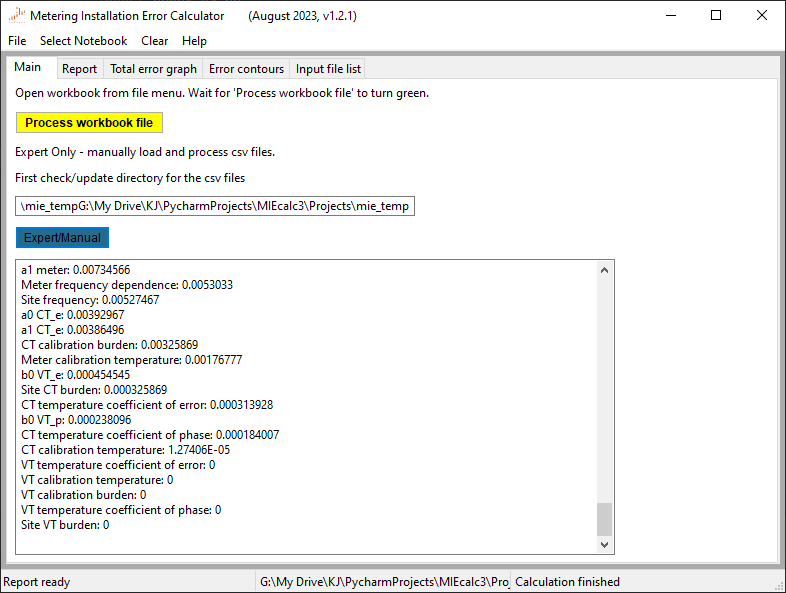 Metering Installation Error Calculator (August 2023, v1.2.1)
File Select Notebook Clear Help
Main Report Total error graph Error contours Input file list
Open workbook from file menu. Wait for 'Process workbook file' to turn green.
Process workbook file
Expert Only - manually load and process csv files.
First check/update directory for the csv files
\mie_tempG:\My Drive\KJ\PycharmProjects\MIEcalc3\Projects\mie_temp
Expert/Manual
a1 meter: 0.00734566
Meter frequency dependence: 0.0053033
Site frequency: 0.00527467
a0 CT_e: 0.00392967
a1 CT_e: 0.00386496
CT calibration burden: 0.00325869
Meter calibration temperature: 0.00176777
b0 VT_e: 0.000454545
Site CT burden: 0.000325869
CT temperature coefficient of error: 0.000313928
b0 VT_p: 0.000238096
CT temperature coefficient of phase: 0.000184007
CT calibration temperature: 1.27406E-05
VT temperature coefficient of error: 0
VT calibration temperature: 0
VT calibration burden: 0
VT temperature coefficient of phase: 0
Site VT burden: 0
Report ready G:\My Drive\KJ\PycharmProjects\MIEcalc3\Proj Calculation finished